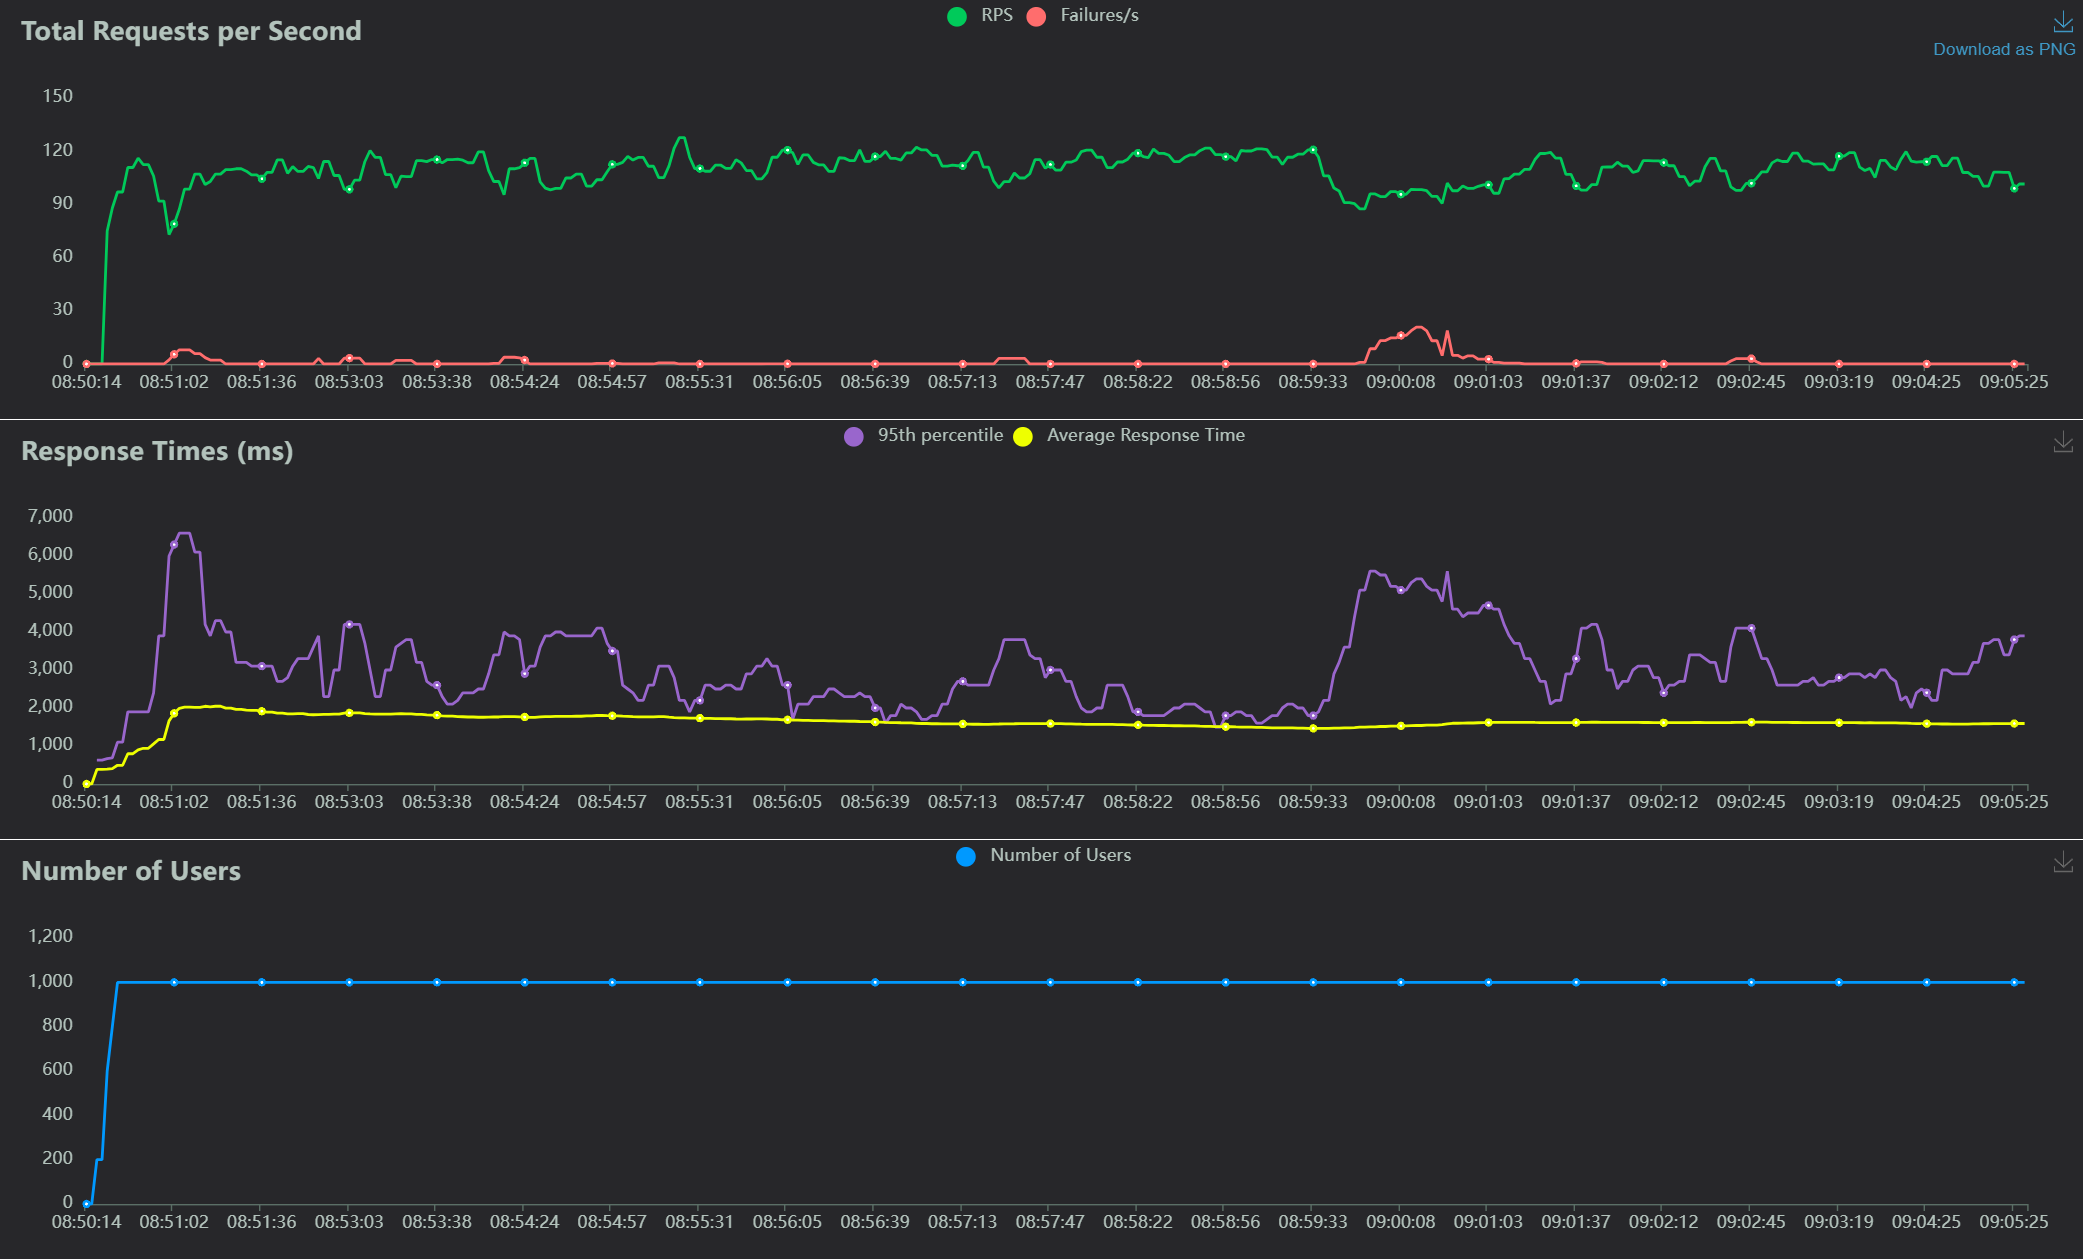 RPS Failures/s
Total Requests per Second
Download as PNG
150
120
90
60
30
0
08:50:14 08:51:02 08:51:36 08:53:03 08:53:38 08:54:24 08:54:57 08:55:31 08:56:05 08:56:39 08:57:13 08:57:47 08:58:22 08:58:56 08:59:33 09:00:08 09:01:03 09:01:37 09:02:12 09:02:45 09:03:19 09:04:25 09:05:25
95th percentile Average Response Time
Response Times (ms)
7,000
6,000
5,000
4,000
3,000
2,000
1,000
0
08:50:14 08:51:02 08:51:36 08:53:03 08:53:38 08:54:24 08:54:57 08:55:31 08:56:05 08:56:39 08:57:13 08:57:47 08:58:22 08:58:56 08:59:33 09:00:08 09:01:03 09:01:37 09:02:12 09:02:45 09:03:19 09:04:25 09:05:25
Number of Users
Number of Users
1,200
1,000
800
600
400
200
0
08:50:14 08:51:02 08:51:36 08:53:03 08:53:38 08:54:24 08:54:57 08:55:31 08:56:05 08:56:39 08:57:13 08:57:47 08:58:22 08:58:56 08:59:33 09:00:08 09:01:03 09:01:37 09:02:12 09:02:45 09:03:19 09:04:25 09:05:25